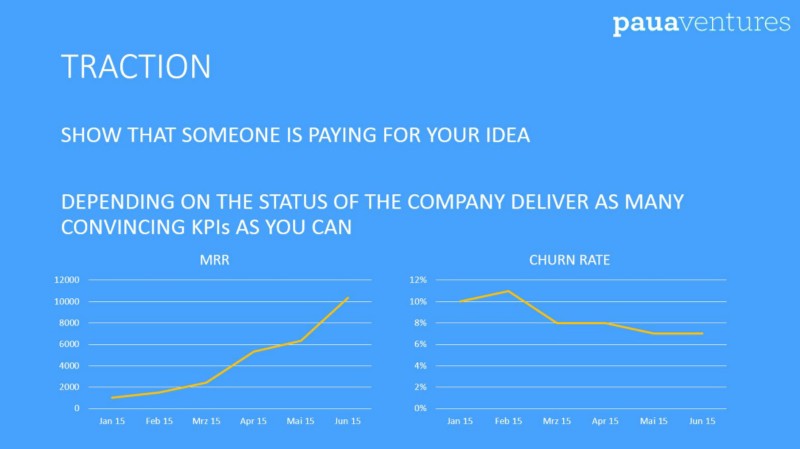 pauaventures
TRACTION
SHOW THAT SOMEONE IS PAYING FOR YOUR IDEA
DEPENDING ON THE STATUS OF THE COMPANY DELIVER AS MANY
CONVINCING KPIs AS YOU CAN
MRR
12000
10000
8000
6000
4000
2000
0
Jan 15 Feb 15 Mrz 15 Apr 15 Mai 15 Jun 15
CHURN RATE
12%
10%
8%
6%
4%
2%
0%
Jan 15 Feb 15 Mrz 15 Apr 15 Mai 15 Jun 15